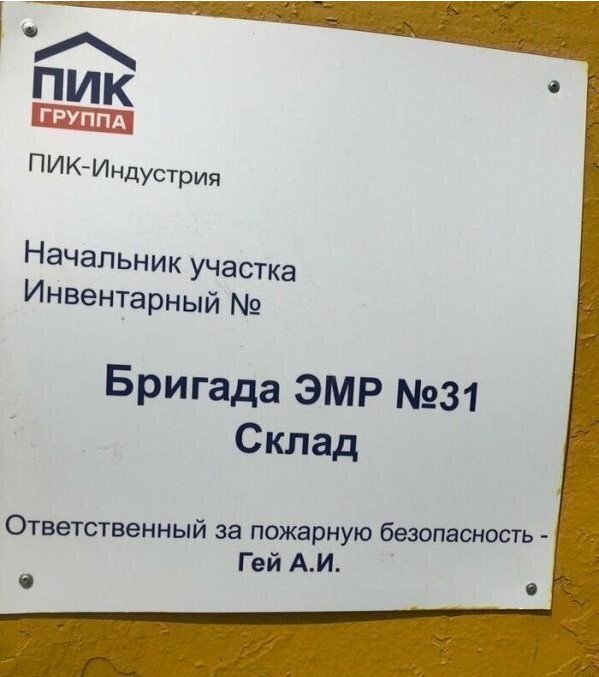 ПИК
ГРУППА
ПИК-Индустрия
Начальник участка
Инвентарный №
Бригада ЭМР №31
Склад
Ответственный за пожарную безопасность -
Гей А.И.